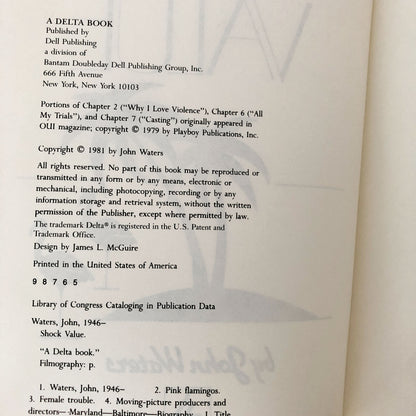 A DELTA BOOK
Published by
Dell Publishing
a division of
Bantam Doubleday Dell Publishing Group, Inc.
666 Fifth Avenue
New York, New York 10103
Portions of Chapter 2 ("Why I Love Violence"), Chapter 6 ("All
My Trials"), and Chapter 7 ("Casting") originally appeared in
OUI magazine; copyright © 1979 by Playboy Publications, Inc.
Copyright © 1981 by John Waters
All rights reserved. No part of this book may be reproduced or
transmitted in any form or by any means, electronic or
mechanical, including photocopying, recording or by any
information storage and retrieval system, without the written
permission of the Publisher, except where permitted by law.
The trademark Delta® is registered in the U.S. Patent and
Trademark Office.
Design by James L. McGuire
Printed in the United States of America
9 8 7 6 5
Library of Congress Cataloging in Publication Data
Waters, John, 1946–
Shock Value.
"A Delta book."
Filmography: p.
1. Waters, John, 1946– 2. Pink flamingos.
3. Female trouble. 4. Moving-picture producers and
directors—Maryland—Baltimore—Biography. I. Title
by John Waters